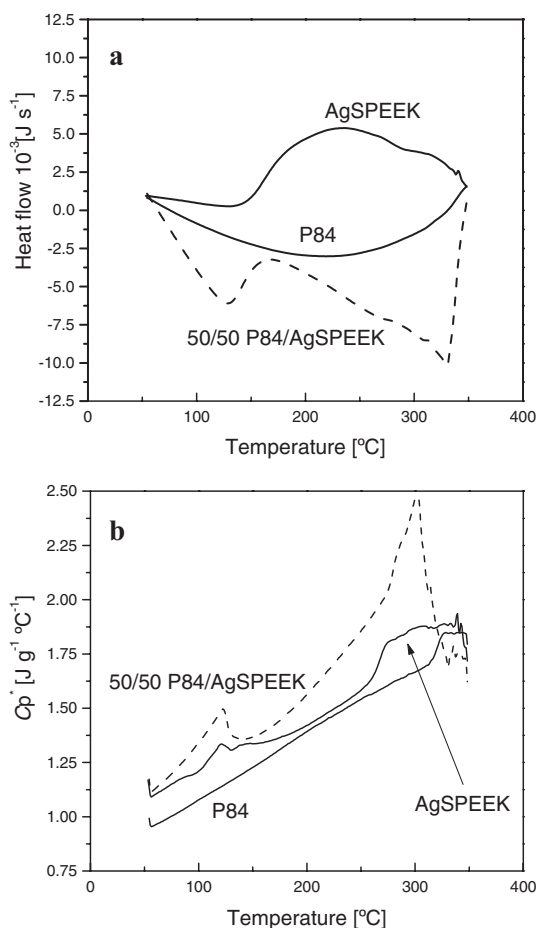 a
12.5
10.0
7.5
5.0
2.5
0.0
-2.5
-5.0
-7.5
-10.0
-12.5
Heat flow 10⁻³[J s⁻¹]
AgSPEEK
P84
50/50 P84/AgSPEEK
0 100 200 300 400
Temperature [ºC]
b
2.50
2.25
2.00
1.75
1.50
1.25
1.00
0.75
Cp* [J g⁻¹ ºC⁻¹]
50/50 P84/AgSPEEK
P84
AgSPEEK
0 100 200 300 400
Temperature [ºC]